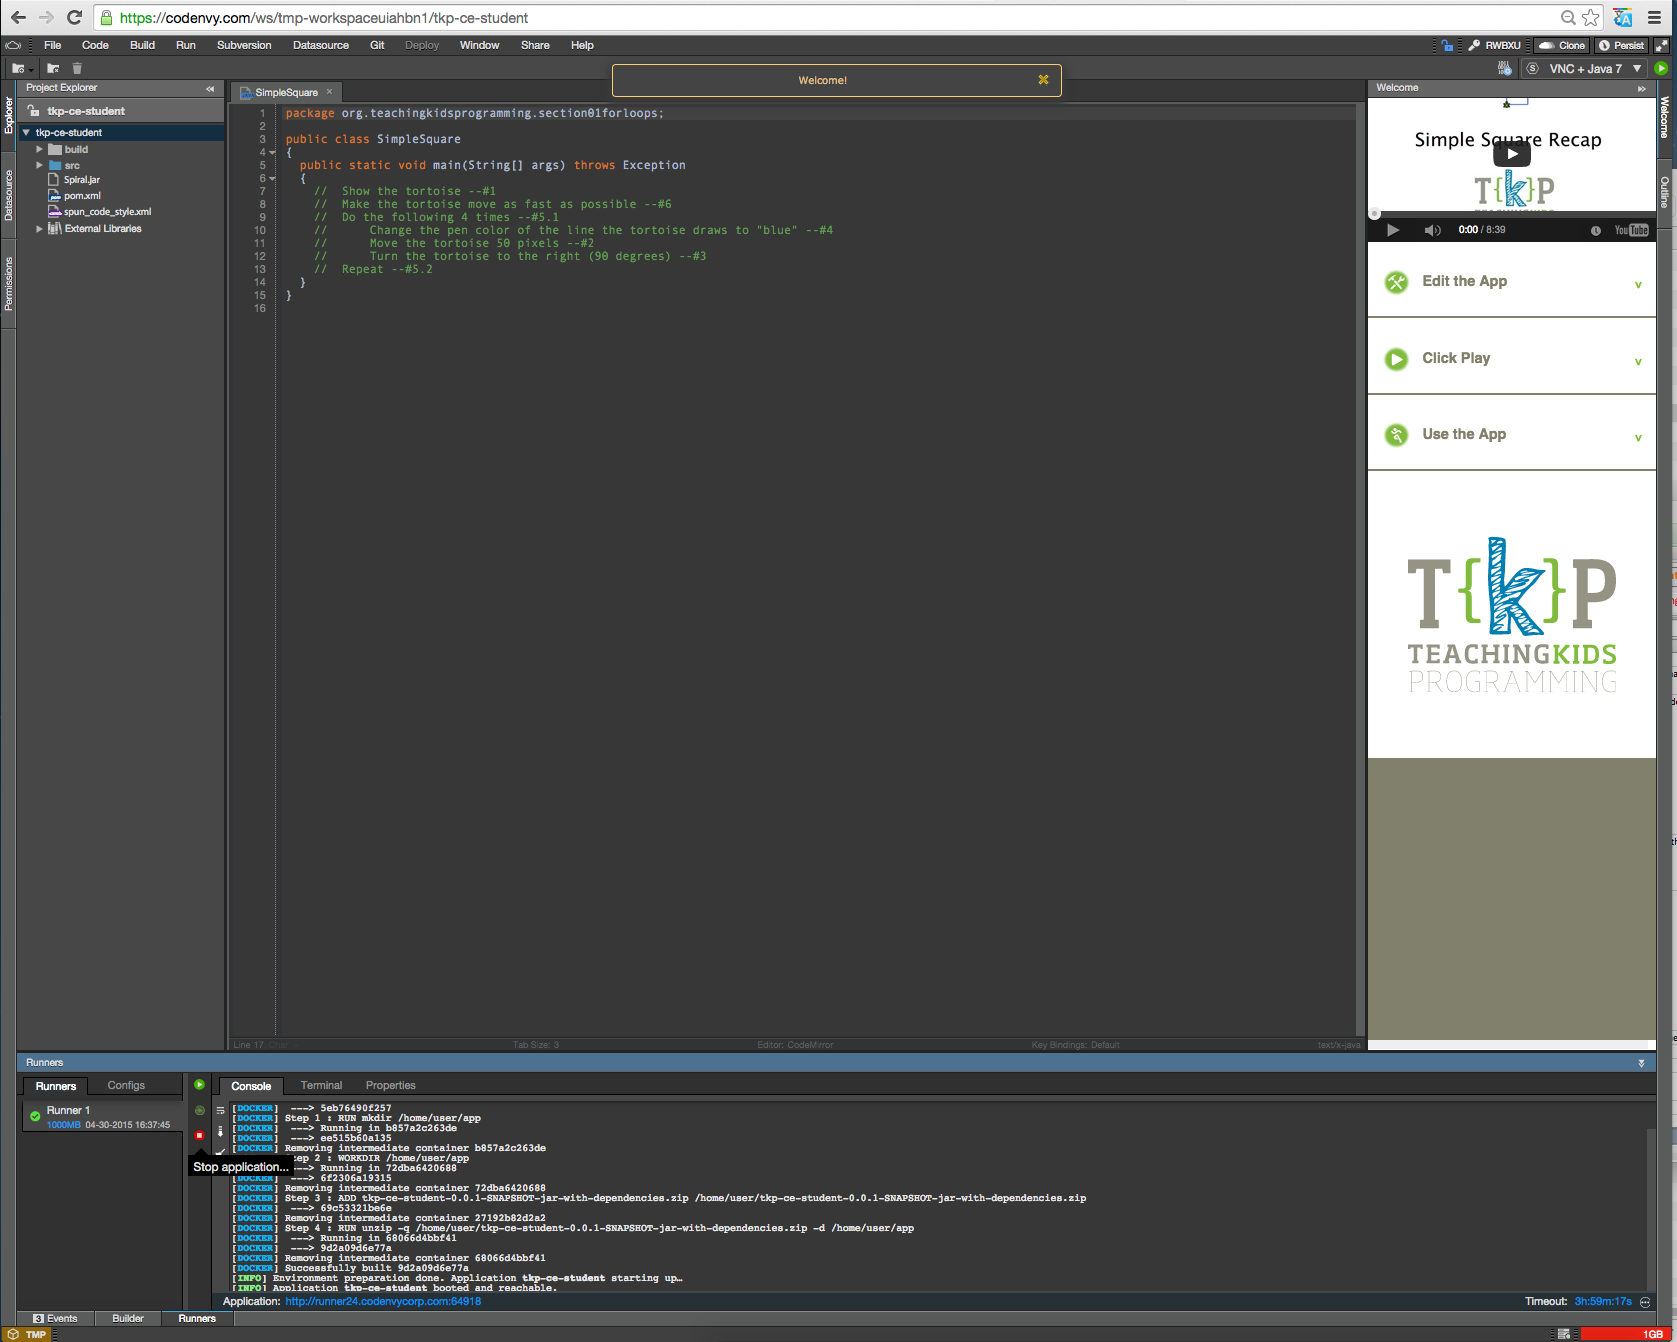 https://codenvy.com/ws/tmp-workspaceuiahbn1/tkp-ce-student
File Code Build Run Subversion Datasource Git Deploy Window Share Help
RWBXU Clone Persist
VNC + Java 7
Welcome!
Project Explorer
Explorer
Datasource
Permissions
tkp-ce-student
tkp-ce-student
build
src
Spiral.jar
pom.xml
spun_code_style.xml
External Libraries
SimpleSquare
1 package org.teachingkidsprogramming.section01forloops;
2
3 public class SimpleSquare
4 {
5 public static void main(String[] args) throws Exception
6 {
7 // Show the tortoise --#1
8 // Make the tortoise move as fast as possible --#6
9 // Do the following 4 times --#5.1
10 // Change the pen color of the line the tortoise draws to "blue" --#4
11 // Move the tortoise 50 pixels --#2
12 // Turn the tortoise to the right (90 degrees) --#3
13 // Repeat --#5.2
14 }
15 }
16
Line 17 Char
Tab Size: 3
Editor: CodeMirror
Key Bindings: Default
text/x-java
Welcome
Welcome
Outline
Simple Square Recap
T{k}P
0:00 / 8:39
YouTube
Edit the App v
Click Play v
Use the App v
T{k}P
TEACHINGKIDS
PROGRAMMING
Runners
Runners Configs
Runner 1
1000MB 04-30-2015 16:37:45
Stop application...
Console Terminal Properties
[DOCKER] ---> 5eb76490f257
[DOCKER] Step 1 : RUN mkdir /home/user/app
[DOCKER] ---> Running in b857a2c263de
[DOCKER] ---> ee515b60a135
[DOCKER] Removing intermediate container b857a2c263de
ep 2 : WORKDIR /home/user/app
---> Running in 72dba6420688
[DOCKER] ---> 6f2306a19315
[DOCKER] Removing intermediate container 72dba6420688
[DOCKER] Step 3 : ADD tkp-ce-student-0.0.1-SNAPSHOT-jar-with-dependencies.zip /home/user/tkp-ce-student-0.0.1-SNAPSHOT-jar-with-dependencies.zip
[DOCKER] ---> 69c53321be6e
[DOCKER] Removing intermediate container 27192b82d2a2
[DOCKER] Step 4 : RUN unzip -q /home/user/tkp-ce-student-0.0.1-SNAPSHOT-jar-with-dependencies.zip -d /home/user/app
[DOCKER] ---> Running in 68066d4bbf41
[DOCKER] ---> 9d2a09d6e77a
[DOCKER] Removing intermediate container 68066d4bbf41
[DOCKER] Successfully built 9d2a09d6e77a
[INFO] Environment preparation done. Application tkp-ce-student starting up…
[INFO] Application tkp-ce-student booted and reachable.
Application: http://runner24.codenvycorp.com:64918
Timeout: 3h:59m:17s
3 Events Builder Runners
TMP
1GB